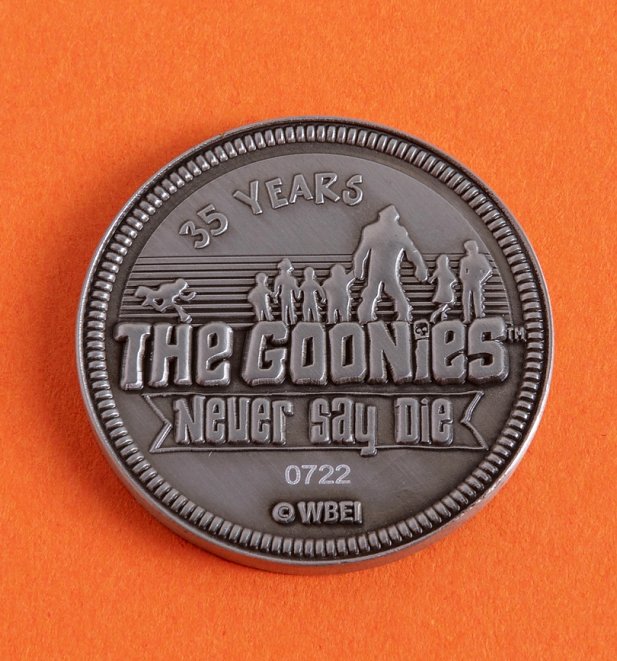 35 YEARS
THE GOONiES™
Never Say Die
0722
© WBEI